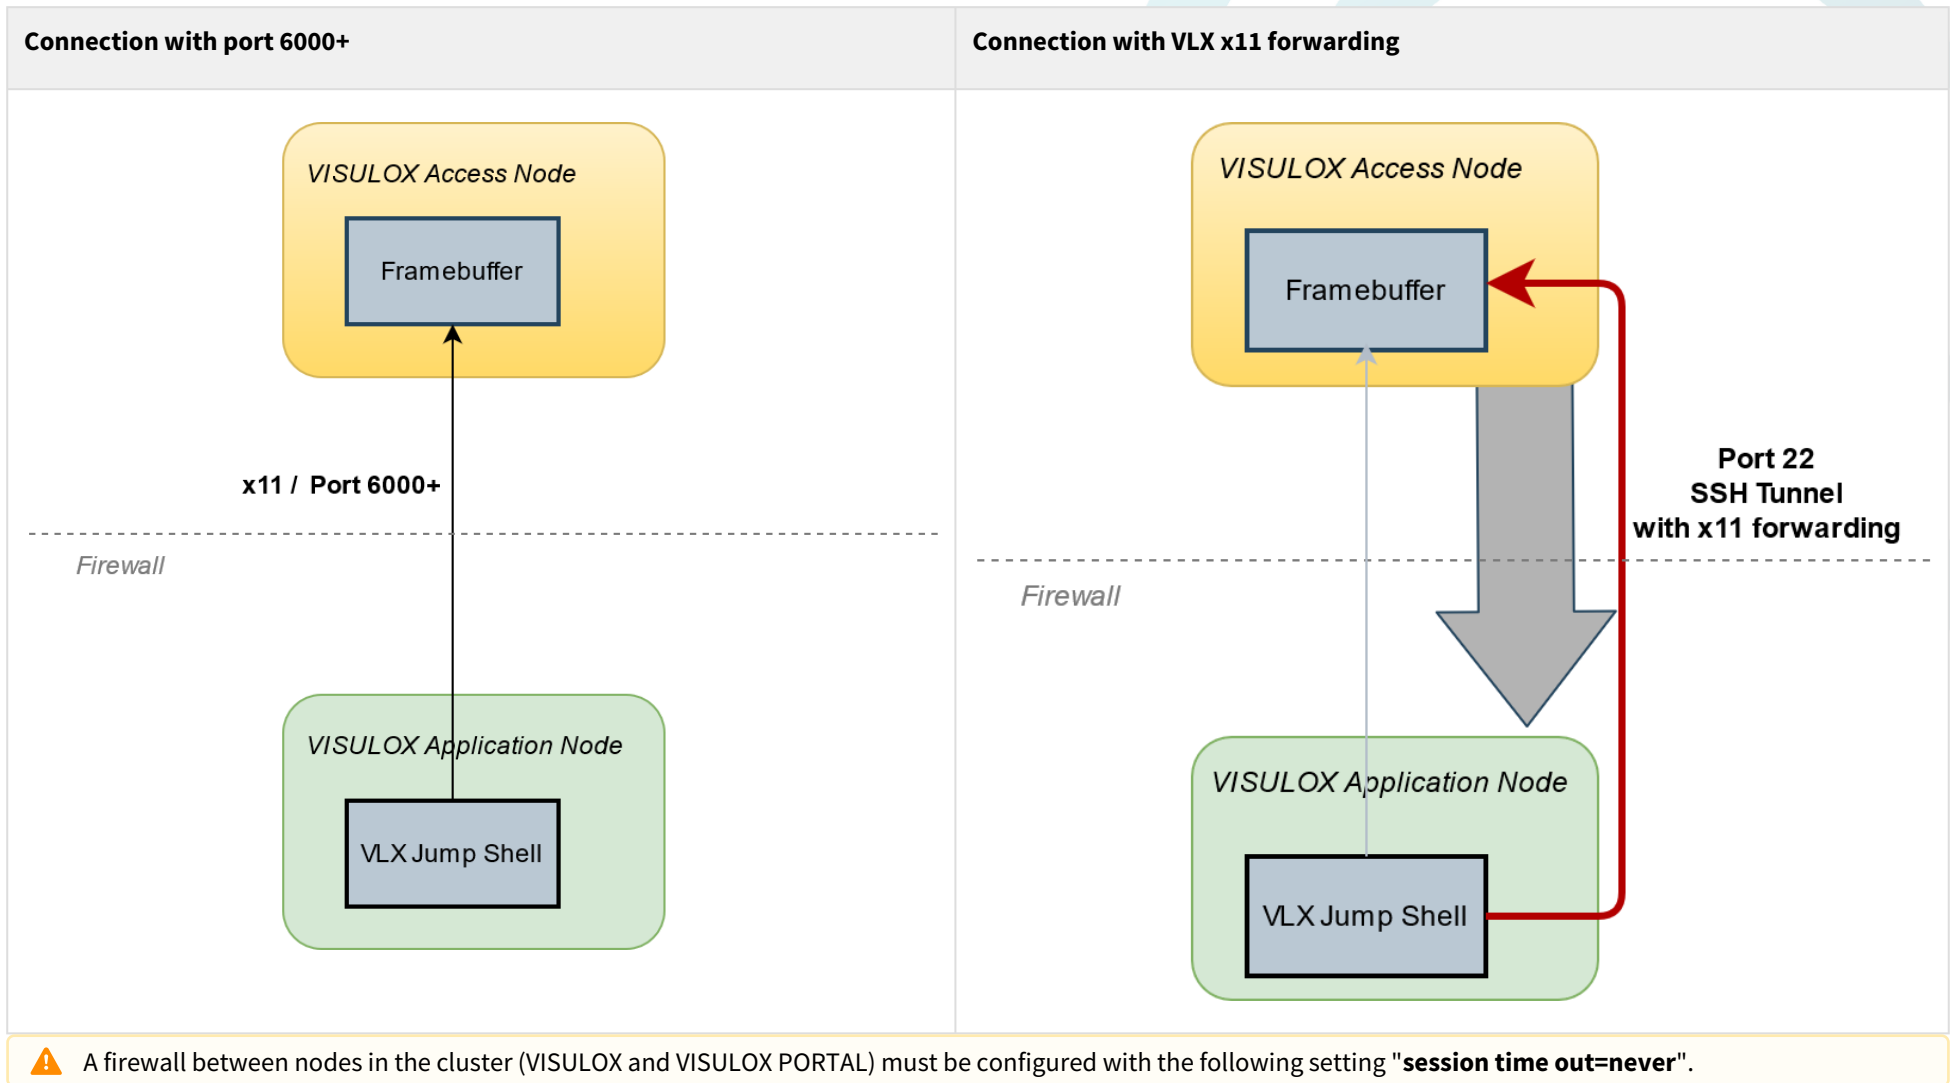 Connection with port 6000+
Connection with VLX x11 forwarding
VISULOX Access Node
Framebuffer
x11 / Port 6000+
Firewall
VISULOX Application Node
VLX Jump Shell
VISULOX Access Node
Framebuffer
Port 22
SSH Tunnel
with x11 forwarding
Firewall
VISULOX Application Node
VLX Jump Shell
A firewall between nodes in the cluster (VISULOX and VISULOX PORTAL) must be configured with the following setting "session time out=never".